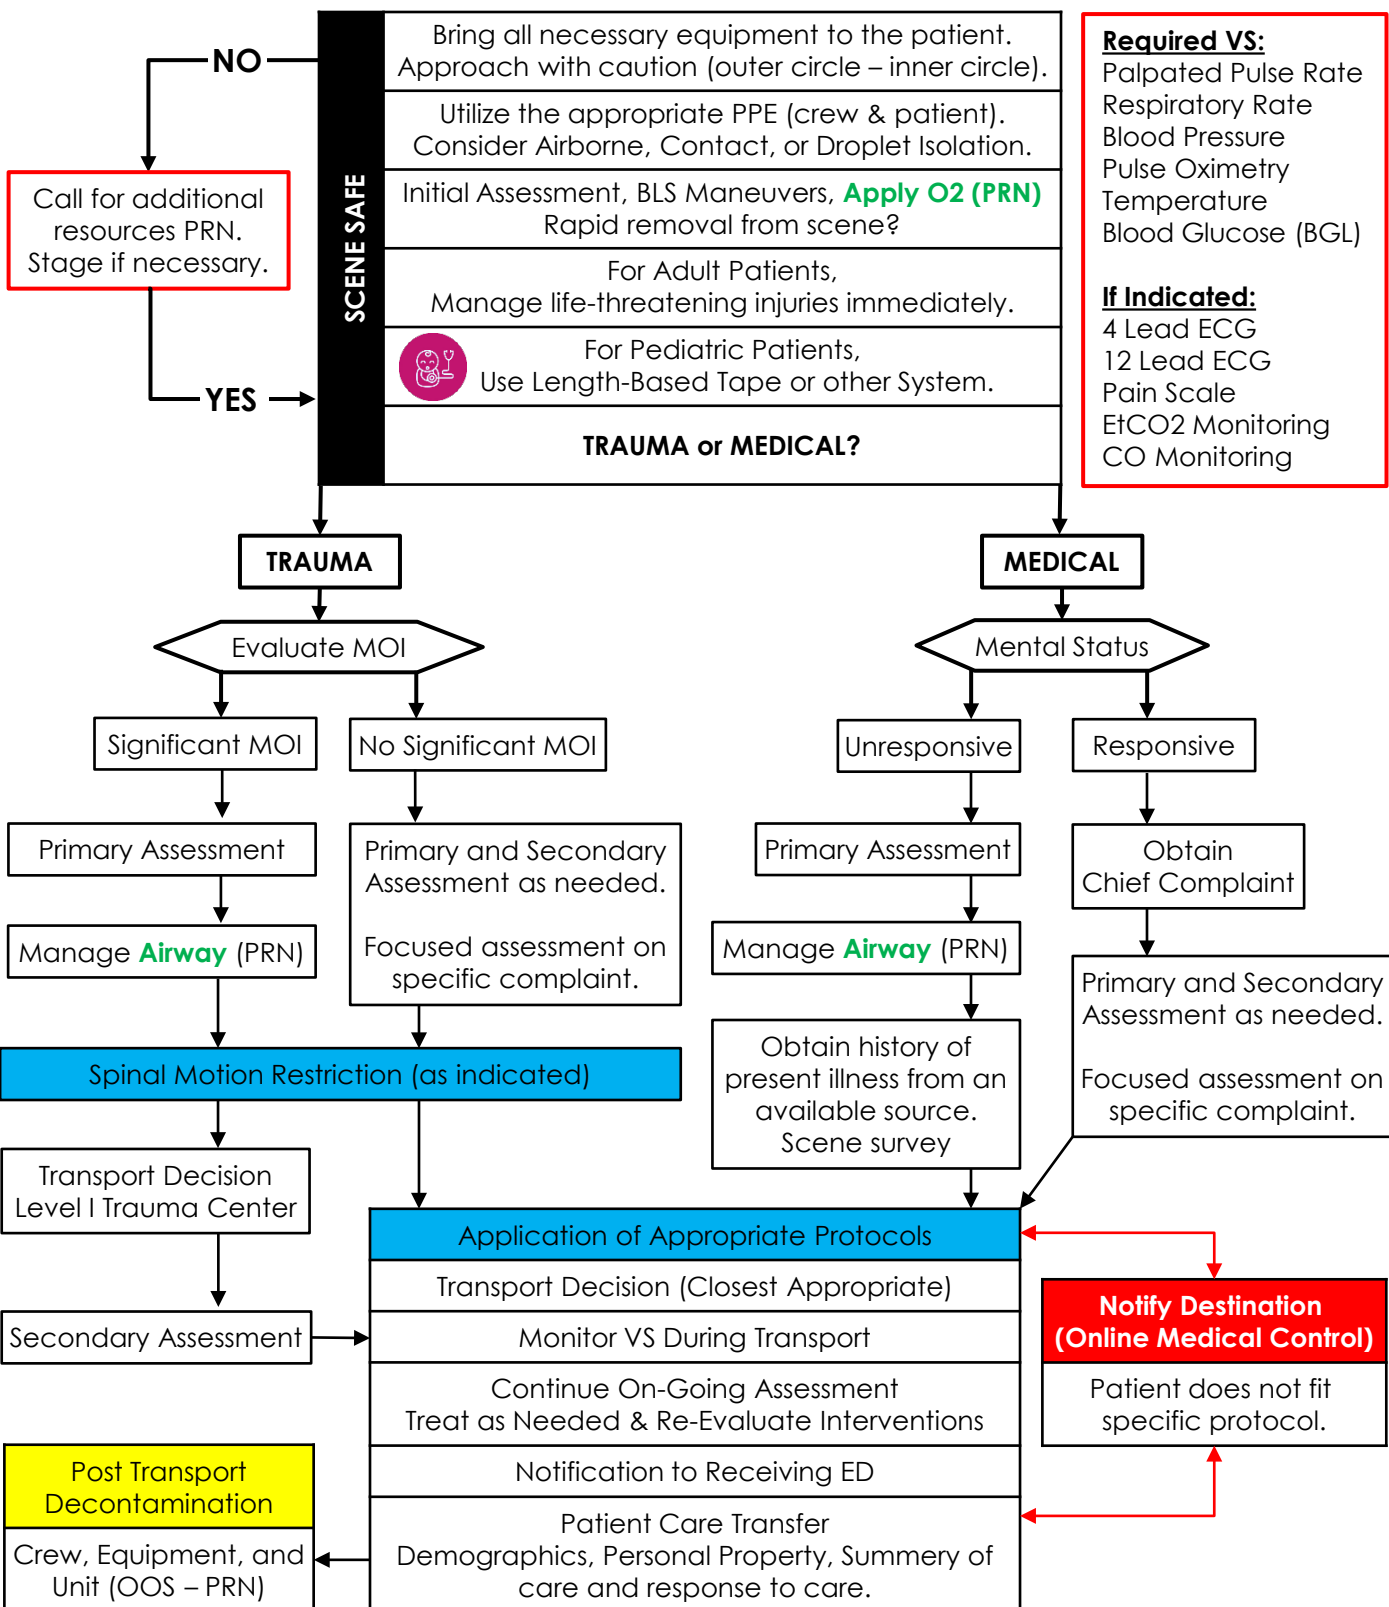 NO
Call for additional
resources PRN.
Stage if necessary.
YES
SCENE SAFE
Bring all necessary equipment to the patient.
Approach with caution (outer circle – inner circle).
Utilize the appropriate PPE (crew & patient).
Consider Airborne, Contact, or Droplet Isolation.
Initial Assessment, BLS Maneuvers, Apply O2 (PRN)
Rapid removal from scene?
For Adult Patients,
Manage life-threatening injuries immediately.
For Pediatric Patients,
Use Length-Based Tape or other System.
TRAUMA or MEDICAL?
Required VS:
Palpated Pulse Rate
Respiratory Rate
Blood Pressure
Pulse Oximetry
Temperature
Blood Glucose (BGL)
If Indicated:
4 Lead ECG
12 Lead ECG
Pain Scale
EtCO2 Monitoring
CO Monitoring
TRAUMA
Evaluate MOI
Significant MOI
Primary Assessment
Manage Airway (PRN)
No Significant MOI
Primary and Secondary
Assessment as needed.
Focused assessment on
specific complaint.
Spinal Motion Restriction (as indicated)
Transport Decision
Level I Trauma Center
Secondary Assessment
MEDICAL
Mental Status
Unresponsive
Primary Assessment
Manage Airway (PRN)
Obtain history of
present illness from an
available source.
Scene survey
Responsive
Obtain
Chief Complaint
Primary and Secondary
Assessment as needed.
Focused assessment on
specific complaint.
Application of Appropriate Protocols
Transport Decision (Closest Appropriate)
Monitor VS During Transport
Continue On-Going Assessment
Treat as Needed & Re-Evaluate Interventions
Notification to Receiving ED
Patient Care Transfer
Demographics, Personal Property, Summery of
care and response to care.
Notify Destination
(Online Medical Control)
Patient does not fit
specific protocol.
Post Transport
Decontamination
Crew, Equipment, and
Unit (OOS – PRN)